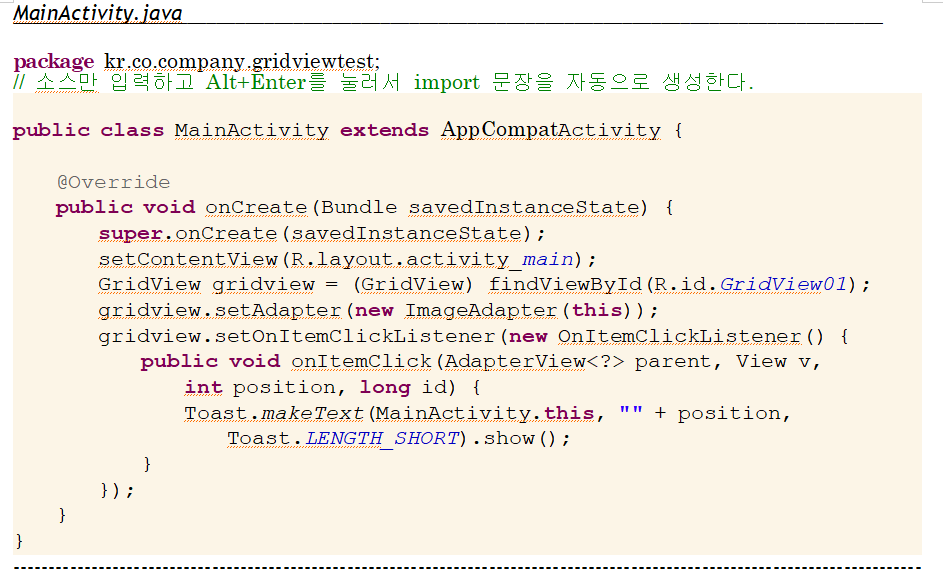 MainActivity.java
package kr.co.company.gridviewtest;
// 소스만 입력하고 Alt+Enter를 눌러서 import 문장을 자동으로 생성한다.
public class MainActivity extends AppCompatActivity {
@Override
public void onCreate(Bundle savedInstanceState) {
super.onCreate(savedInstanceState);
setContentView(R.layout.activity_main);
GridView gridview = (GridView) findViewById(R.id.GridView01);
gridview.setAdapter(new ImageAdapter(this));
gridview.setOnItemClickListener(new OnItemClickListener() {
public void onItemClick(AdapterView<?> parent, View v,
int position, long id) {
Toast.makeText(MainActivity.this, "" + position,
Toast.LENGTH_SHORT).show();
}
});
}
}